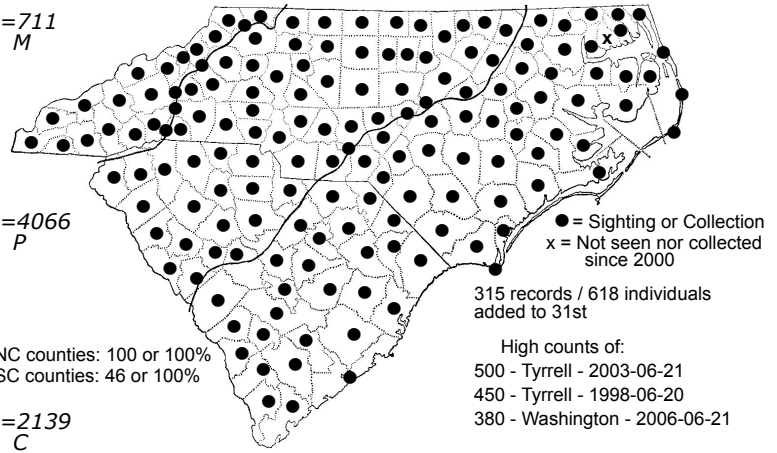 =711
M
x
=4066
P
● = Sighting or Collection
x = Not seen nor collected
since 2000
315 records / 618 individuals
added to 31st
NC counties: 100 or 100%
SC counties: 46 or 100%
High counts of:
500 - Tyrrell - 2003-06-21
450 - Tyrrell - 1998-06-20
380 - Washington - 2006-06-21
=2139
C